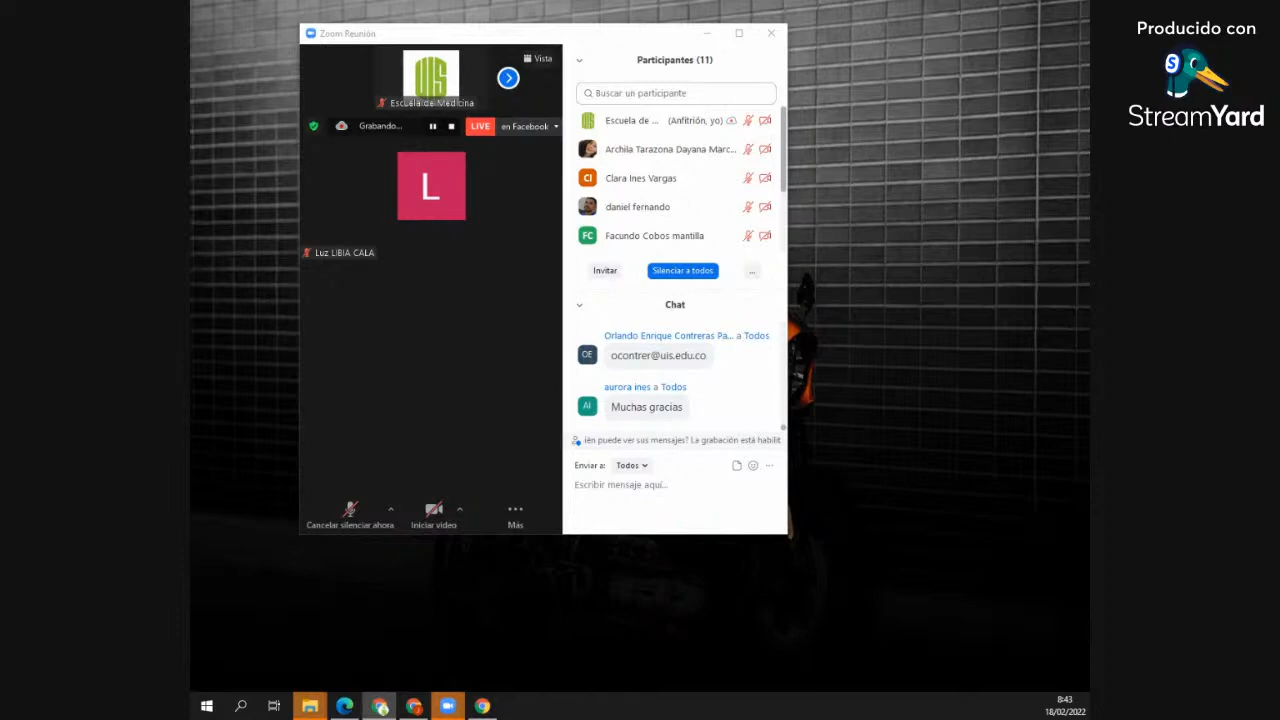 Producido con
StreamYard
Zoom Reunión
Vista
Escuela de Medicina
Grabando...
LIVE
en Facebook
L
Luz LIBIA CALA
Cancelar silenciar ahora
Iniciar video
Más
Participantes (11)
Buscar un participante
Escuela de ... (Anfitrión, yo)
Archila Tarazona Dayana Marc...
CI Clara Ines Vargas
daniel fernando
FC Facundo Cobos mantilla
Invitar
Silenciar a todos
...
Chat
Orlando Enrique Contreras Pa... a Todos
OE ocontrer@uis.edu.co
aurora ines a Todos
AI Muchas gracias
ién puede ver sus mensajes? La grabación está habilit
Enviar a: Todos
Escribir mensaje aquí...
8:43
18/02/2022